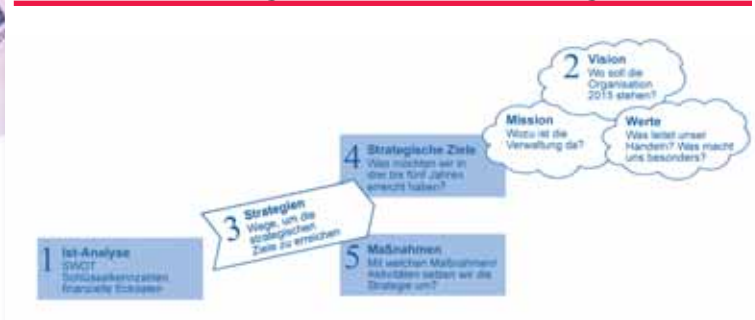 1 Ist-Analyse
SWOT
Schlüsselkennzahlen
finanzielle Eckdaten
2 Vision
Wo soll die
Organisation
2015 stehen?
Mission
Wozu ist die
Verwaltung da?
Werte
Was leitet unser
Handeln? Was macht
uns besonders?
3 Strategien
Wege, um die
strategischen
Ziele zu erreichen
4 Strategische Ziele
Was möchten wir in
drei bis fünf Jahren
erreicht haben?
5 Maßnahmen
Mit welchen Maßnahmen/
Aktivitäten setzen wir die
Strategie um?